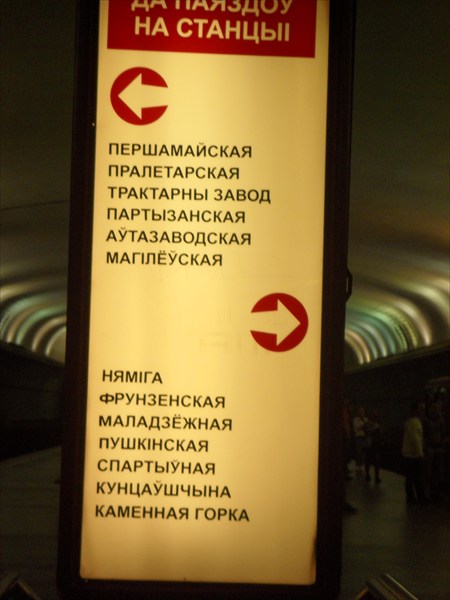 ДА ПАЯЗДОЎ
НА СТАНЦЫІ
ПЕРШАМАЙСКАЯ
ПРАЛЕТАРСКАЯ
ТРАКТАРНЫ ЗАВОД
ПАРТЫЗАНСКАЯ
АЎТАЗАВОДСКАЯ
МАГІЛЁЎСКАЯ
НЯМІГА
ФРУНЗЕНСКАЯ
МАЛАДЗЁЖНАЯ
ПУШКІНСКАЯ
СПАРТЫЎНАЯ
КУНЦАЎШЧЫНА
КАМЕННАЯ ГОРКА